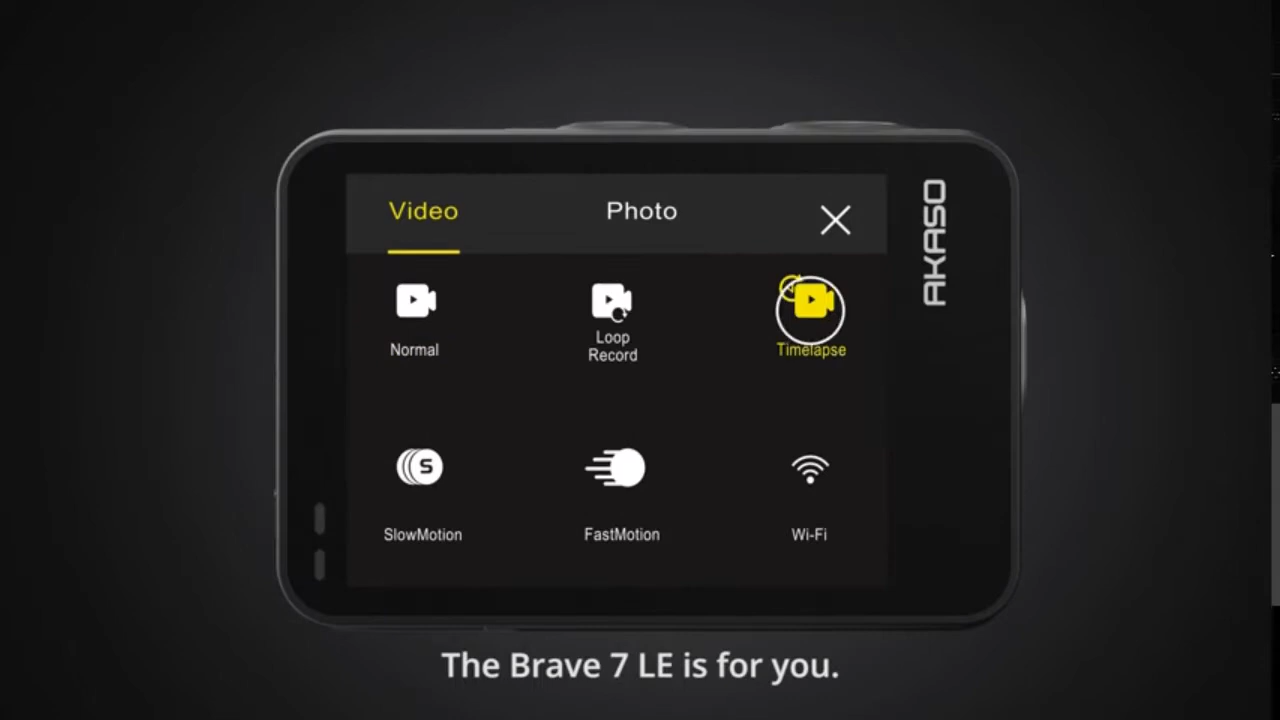 Video
Photo
AKASO
Normal
Loop
Record
Timelapse
SlowMotion
FastMotion
Wi-Fi
The Brave 7 LE is for you.